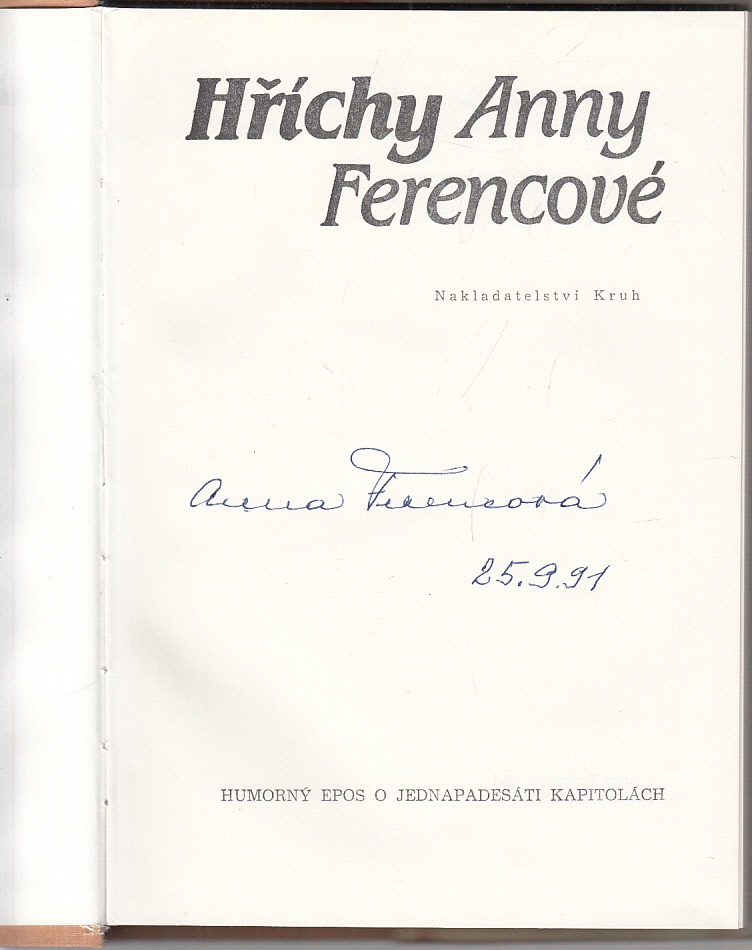 Hříchy Anny
Ferencové
Nakladatelství Kruh
Anna Ferencová
25.9.91
HUMORNÝ EPOS O JEDNAPADESÁTI KAPITOLÁCH